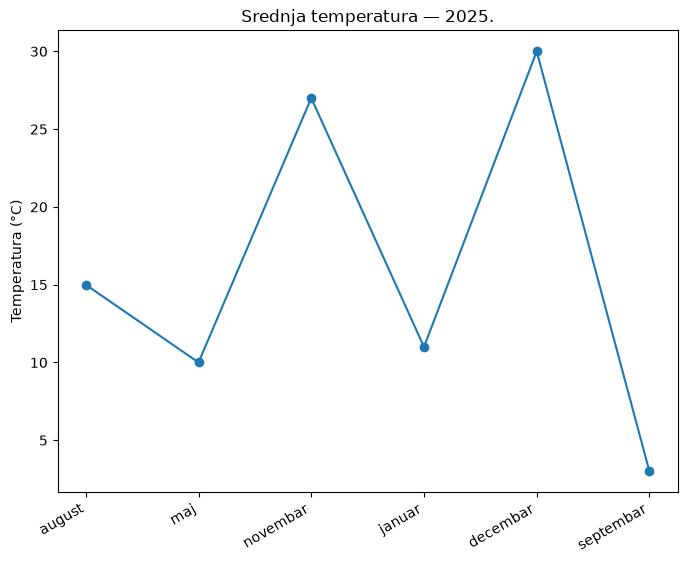 Srednja temperatura — 2025.
Temperatura (°C)
30
25
20
15
10
5
august
maj
novembar
januar
decembar
septembar